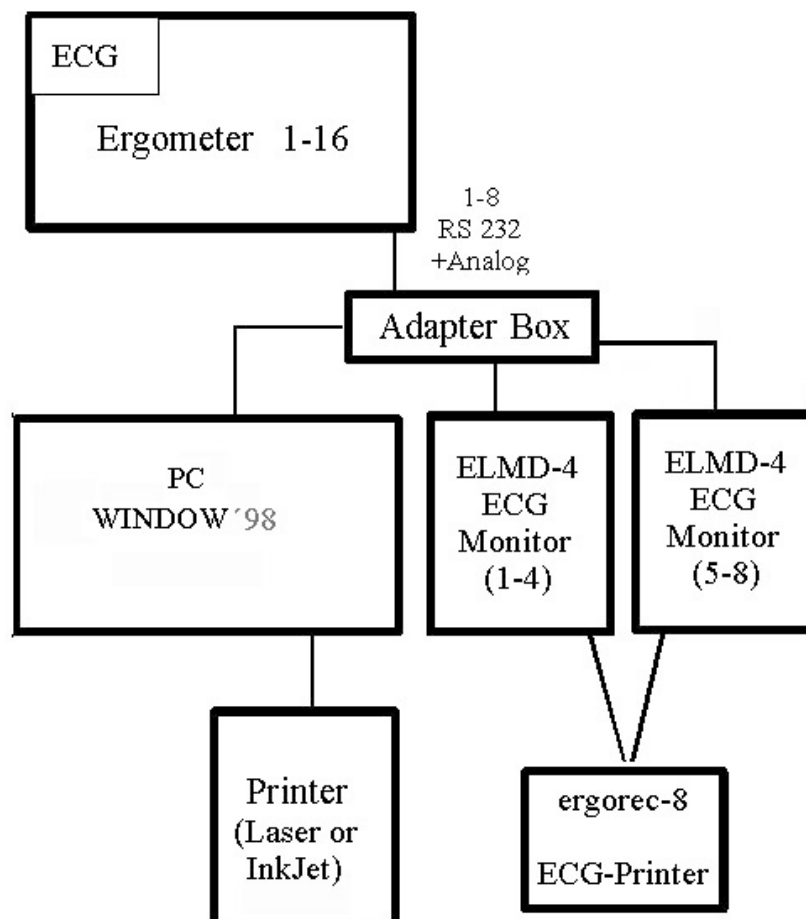 ECG
Ergometer 1-16
1-8
RS 232
+Analog
Adapter Box
PC
WINDOW´98
ELMD-4
ECG
Monitor
(1-4)
ELMD-4
ECG
Monitor
(5-8)
Printer
(Laser or
InkJet)
ergorec-8
ECG-Printer